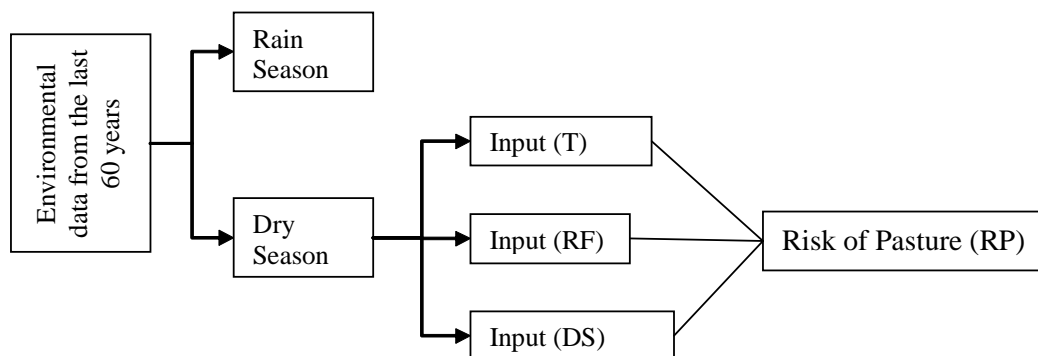 Environmental
data from the last
60 years
Rain
Season
Dry
Season
Input (T)
Input (RF)
Input (DS)
Risk of Pasture (RP)